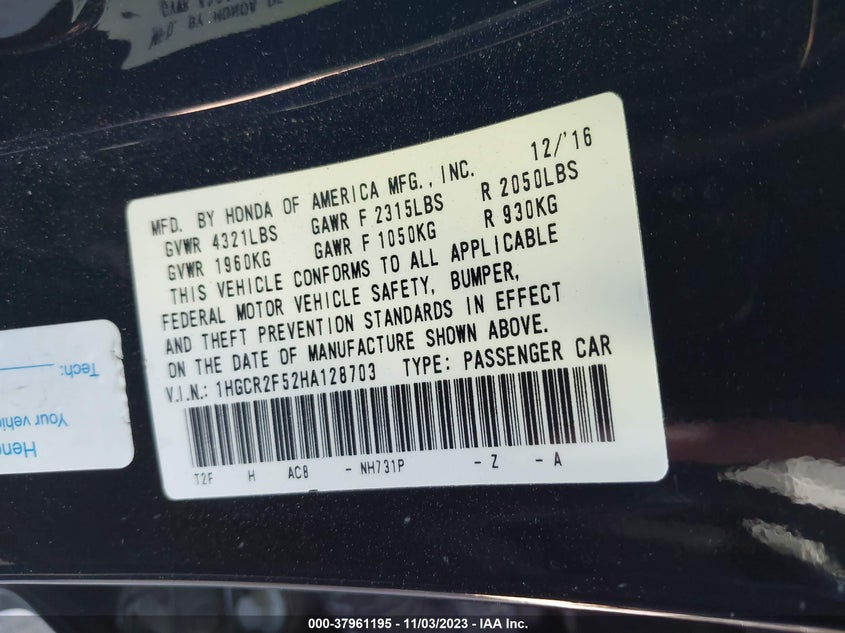 MFD. BY HONDA OF AMERICA MFG., INC. 12/'16
GVWR 4321LBS GAWR F 2315LBS R 2050LBS
GVWR 1960KG GAWR F 1050KG R 930KG
THIS VEHICLE CONFORMS TO ALL APPLICABLE
FEDERAL MOTOR VEHICLE SAFETY, BUMPER,
AND THEFT PREVENTION STANDARDS IN EFFECT
ON THE DATE OF MANUFACTURE SHOWN ABOVE.
V.I.N.: 1HGCR2F52HA128703 TYPE: PASSENGER CAR
T2F H AC8 - NH731P - Z - A
Tech:
Your vehic
Hend
000-37961195 - 11/03/2023 - IAA Inc.